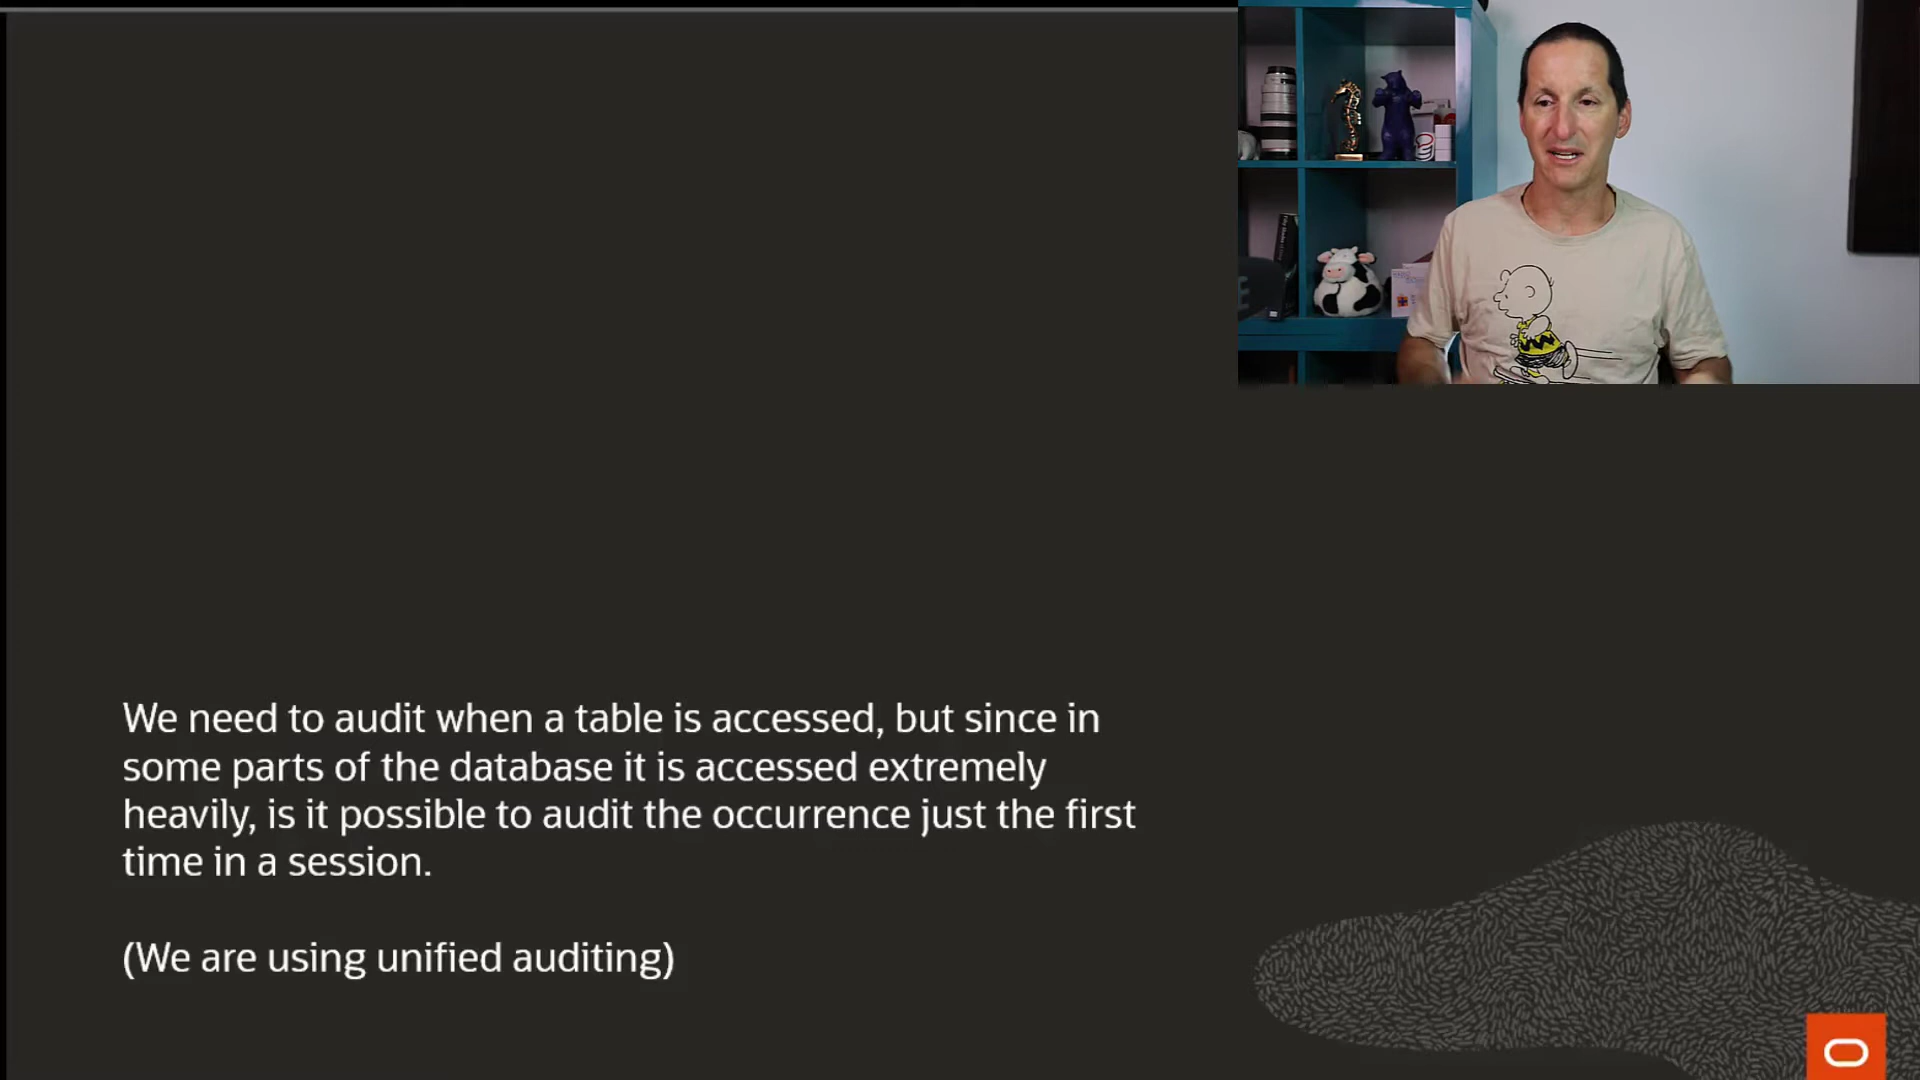 We need to audit when a table is accessed, but since in
some parts of the database it is accessed extremely
heavily, is it possible to audit the occurrence just the first
time in a session.
(We are using unified auditing)